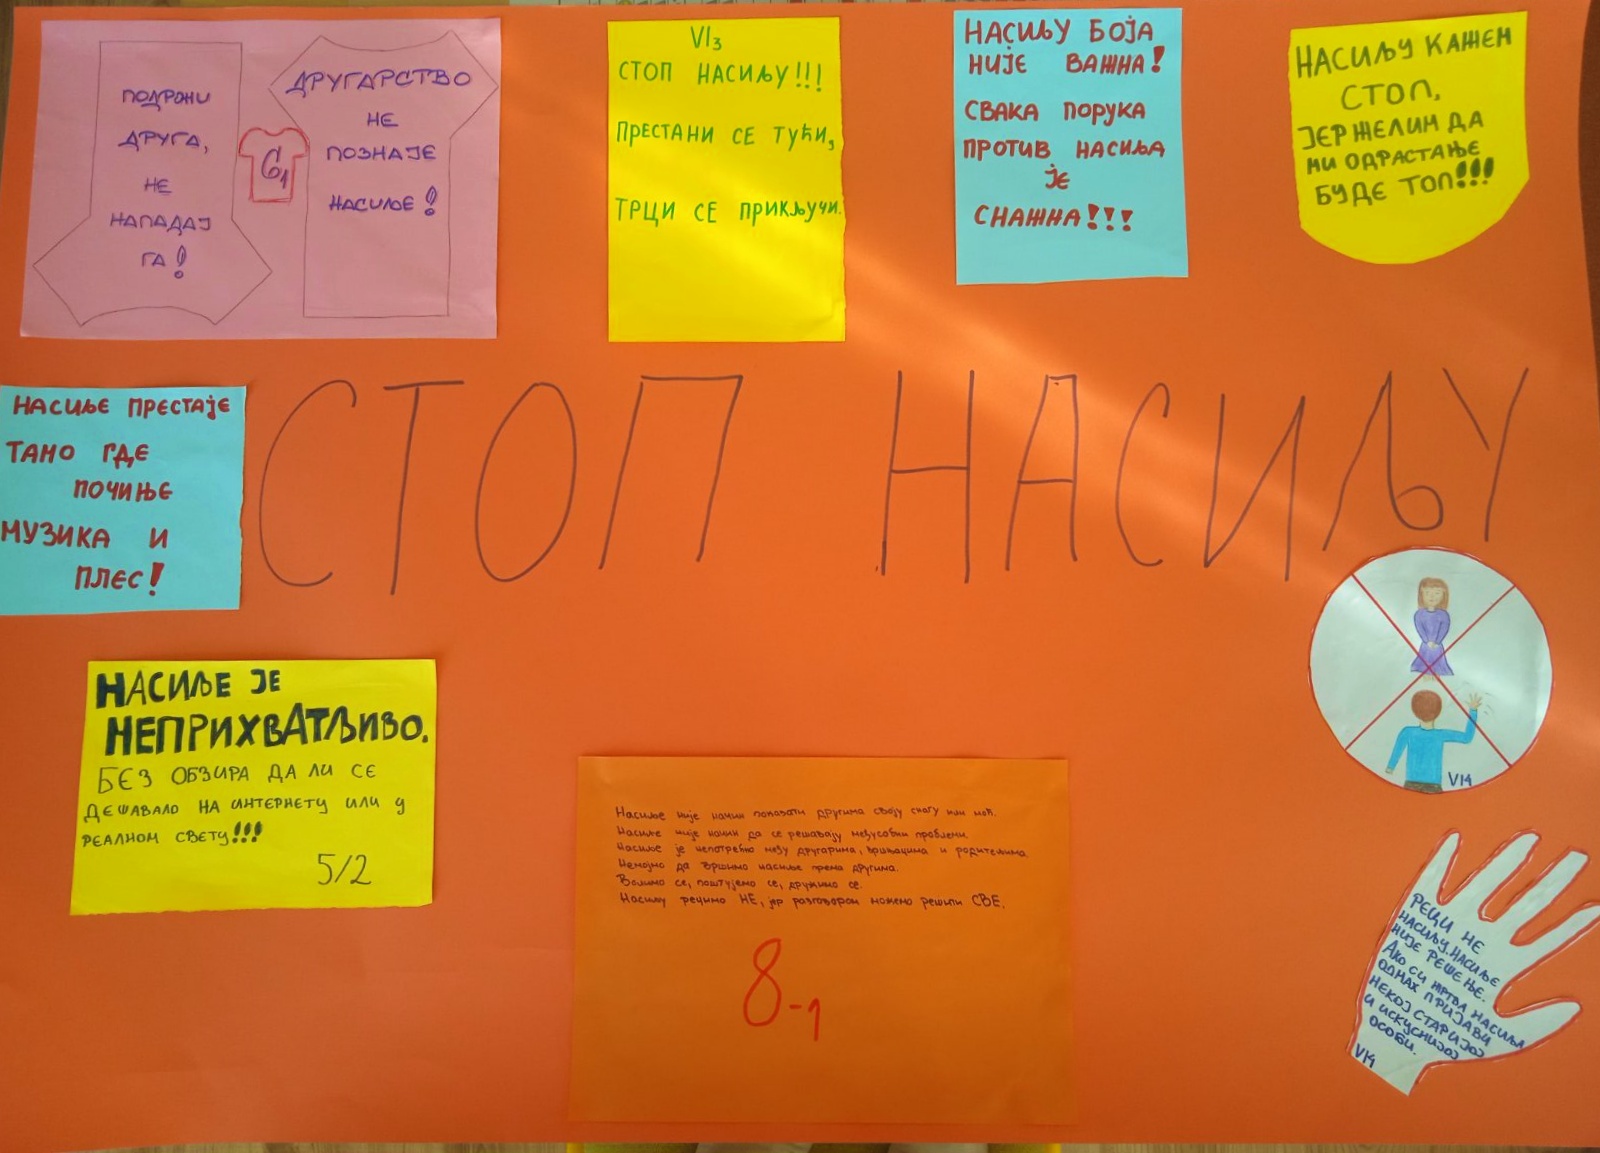 ПОДРЖИ
ДРУГА,
НЕ
НАПАДАЈ
ГА!
6₁
ДРУГАРСТВО
НЕ
ПОЗНАЈЕ
НАСИЉЕ!
VI₃
СТОП НАСИЉУ!!!
ПРЕСТАНИ СЕ ТУЋИ,
ТРЦИ СЕ ПРИКЉУЧИ.
НАСИЉУ БОЈА
НИЈЕ ВАЖНА!
СВАКА ПОРУКА
ПРОТИВ НАСИЉА
ЈЕ
СНАЖНА!!!
НАСИЉУ КАЖЕМ
СТОП,
ЈЕР ЖЕЛИМ ДА
МИ ОДРАСТАЊЕ
БУДЕ ТОП!!!
НАСИЉЕ ПРЕСТАЈЕ
ТАМО ГДЕ
ПОЧИЊЕ
МУЗИКА И
ПЛЕС!
СТОП НАСИЉУ
НАСИЉЕ ЈЕ
НЕПРИХВАТЉИВО.
БЕЗ ОБЗИРА ДА ЛИ СЕ
ДЕШАВАЛО НА ИНТЕРНЕТУ ИЛИ У
РЕАЛНОМ СВЕТУ!!!
5/2
Насиље није начин показати другима своју снагу или моћ.
Насиље није начин да се решавају међусобни проблеми.
Насиље је непотребно међу другарима, вршњацима и родитељима.
Немојмо да вршимо насиље према другима.
Волимо се, поштујемо се, дружимо се.
Насиљу рецимо НЕ, јер разговором можемо решити СВЕ.
8-1
VI4
РЕЦИ НЕ
НАСИЉУ. НАСИЉЕ
НИЈЕ РЕШЕЊЕ.
АКО СИ ЖРТВА НАСИЉА
ОДМАХ ПРИЈАВИ
НЕКОЈ СТАРИЈОЈ
И ИСКУСНИЈОЈ
ОСОБИ.
VI4